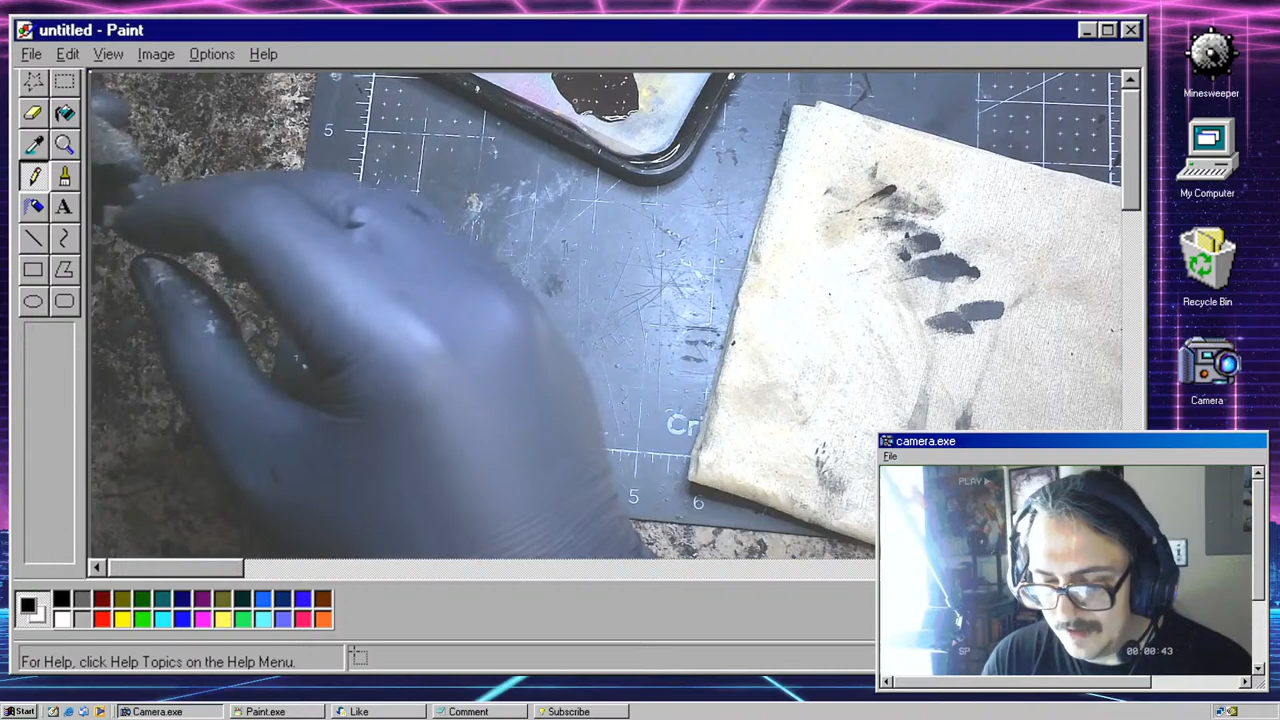 untitled - Paint
File Edit View Image Options Help
Minesweeper
My Computer
Recycle Bin
Camera
5
5 6
camera.exe
File
PLAY
SP 00:00:43
For Help, click Help Topics on the Help Menu.
Start Camera.exe Paint.exe Like Comment Subscribe